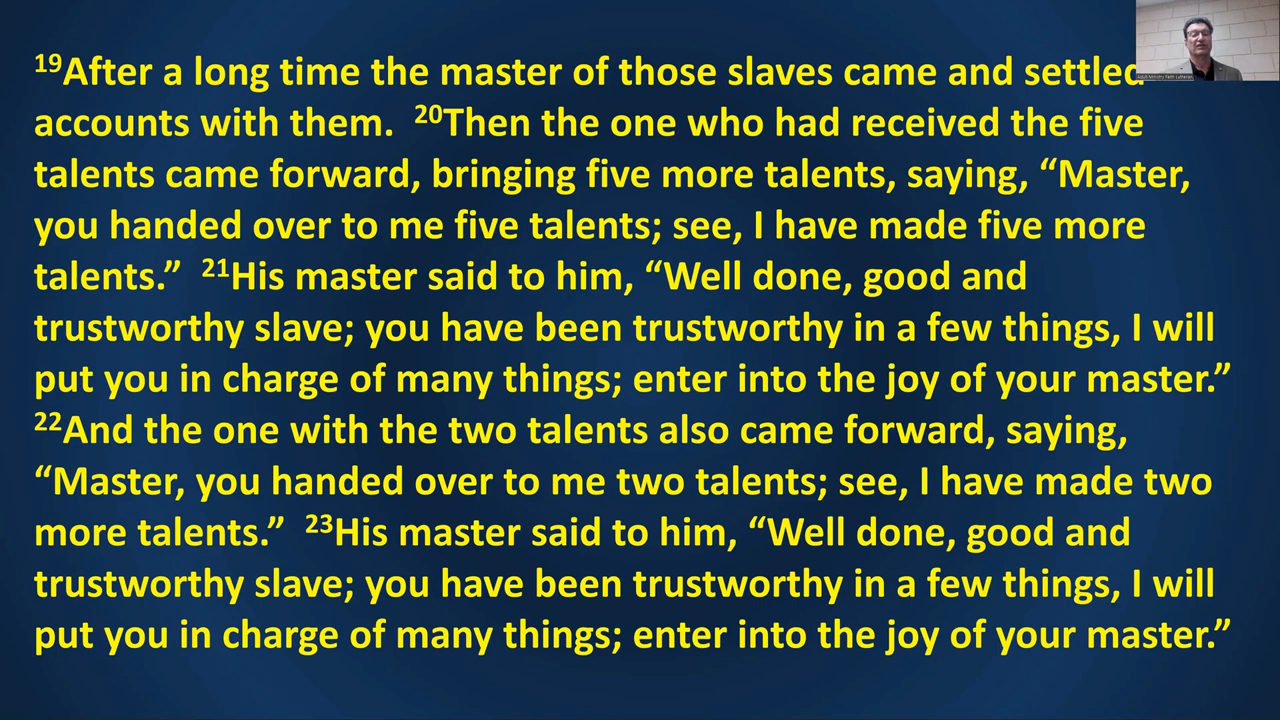 ¹⁹After a long time the master of those slaves came and settled
accounts with them. ²⁰Then the one who had received the five
talents came forward, bringing five more talents, saying, “Master,
you handed over to me five talents; see, I have made five more
talents.” ²¹His master said to him, “Well done, good and
trustworthy slave; you have been trustworthy in a few things, I will
put you in charge of many things; enter into the joy of your master.”
²²And the one with the two talents also came forward, saying,
“Master, you handed over to me two talents; see, I have made two
more talents.” ²³His master said to him, “Well done, good and
trustworthy slave; you have been trustworthy in a few things, I will
put you in charge of many things; enter into the joy of your master.”
Adult Ministry Faith Lutheran